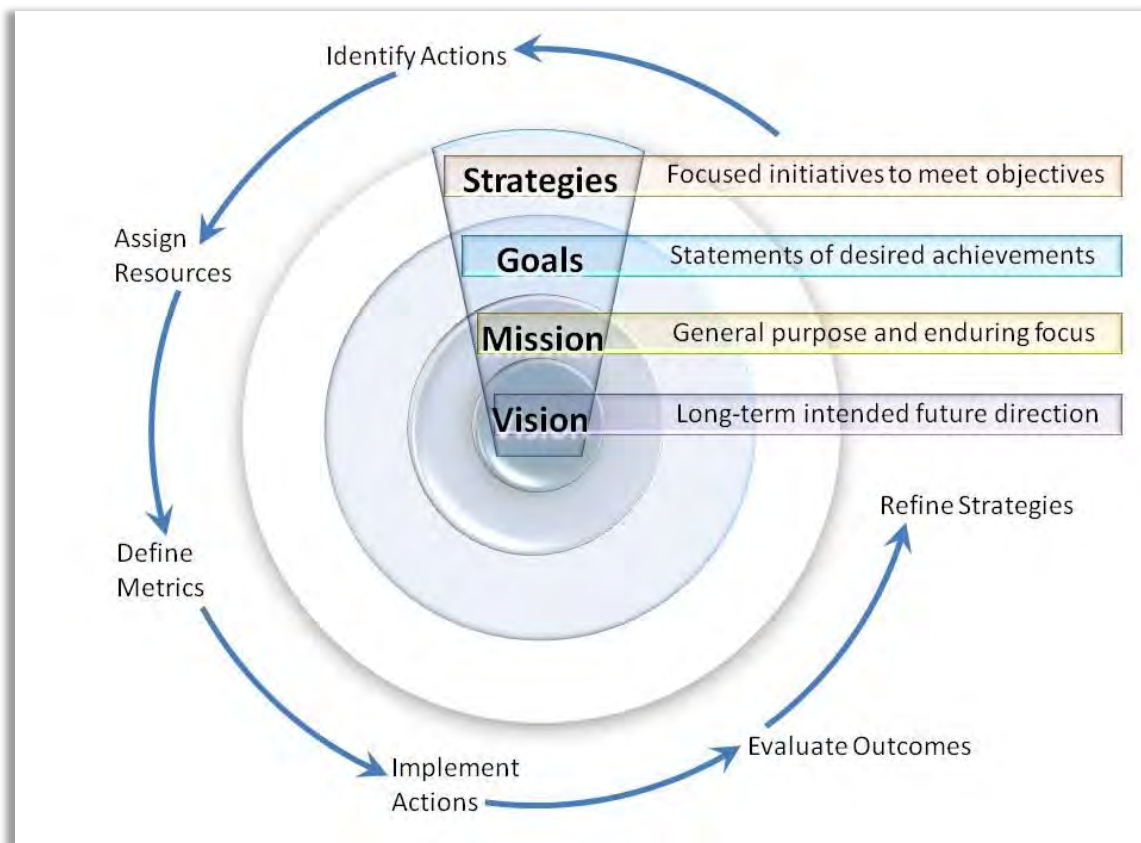 Identify Actions
Strategies
Focused initiatives to meet objectives
Assign
Resources
Goals
Statements of desired achievements
Mission
General purpose and enduring focus
Vision
Long-term intended future direction
Refine Strategies
Define
Metrics
Implement
Actions
Evaluate Outcomes